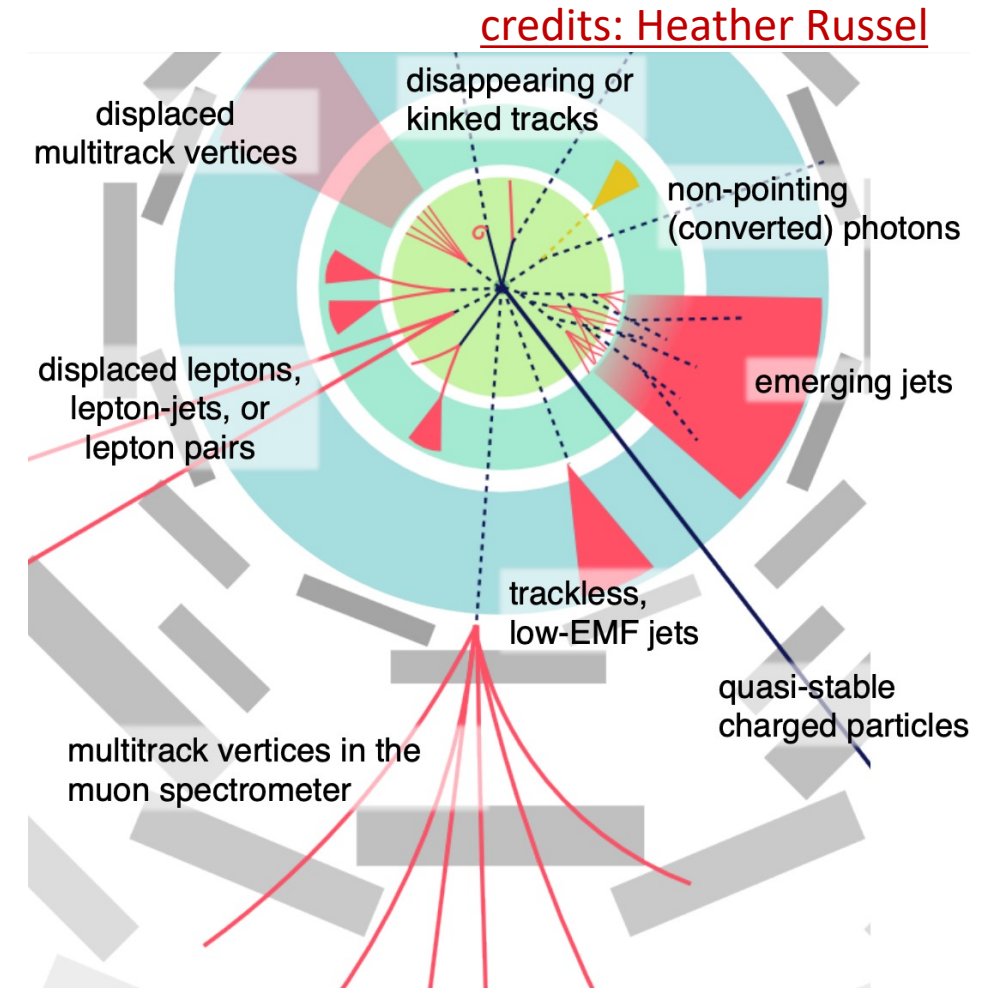 credits: Heather Russel
disappearing or
kinked tracks
displaced
multitrack vertices
non-pointing
(converted) photons
displaced leptons,
lepton-jets, or
lepton pairs
emerging jets
trackless,
low-EMF jets
quasi-stable
charged particles
multitrack vertices in the
muon spectrometer